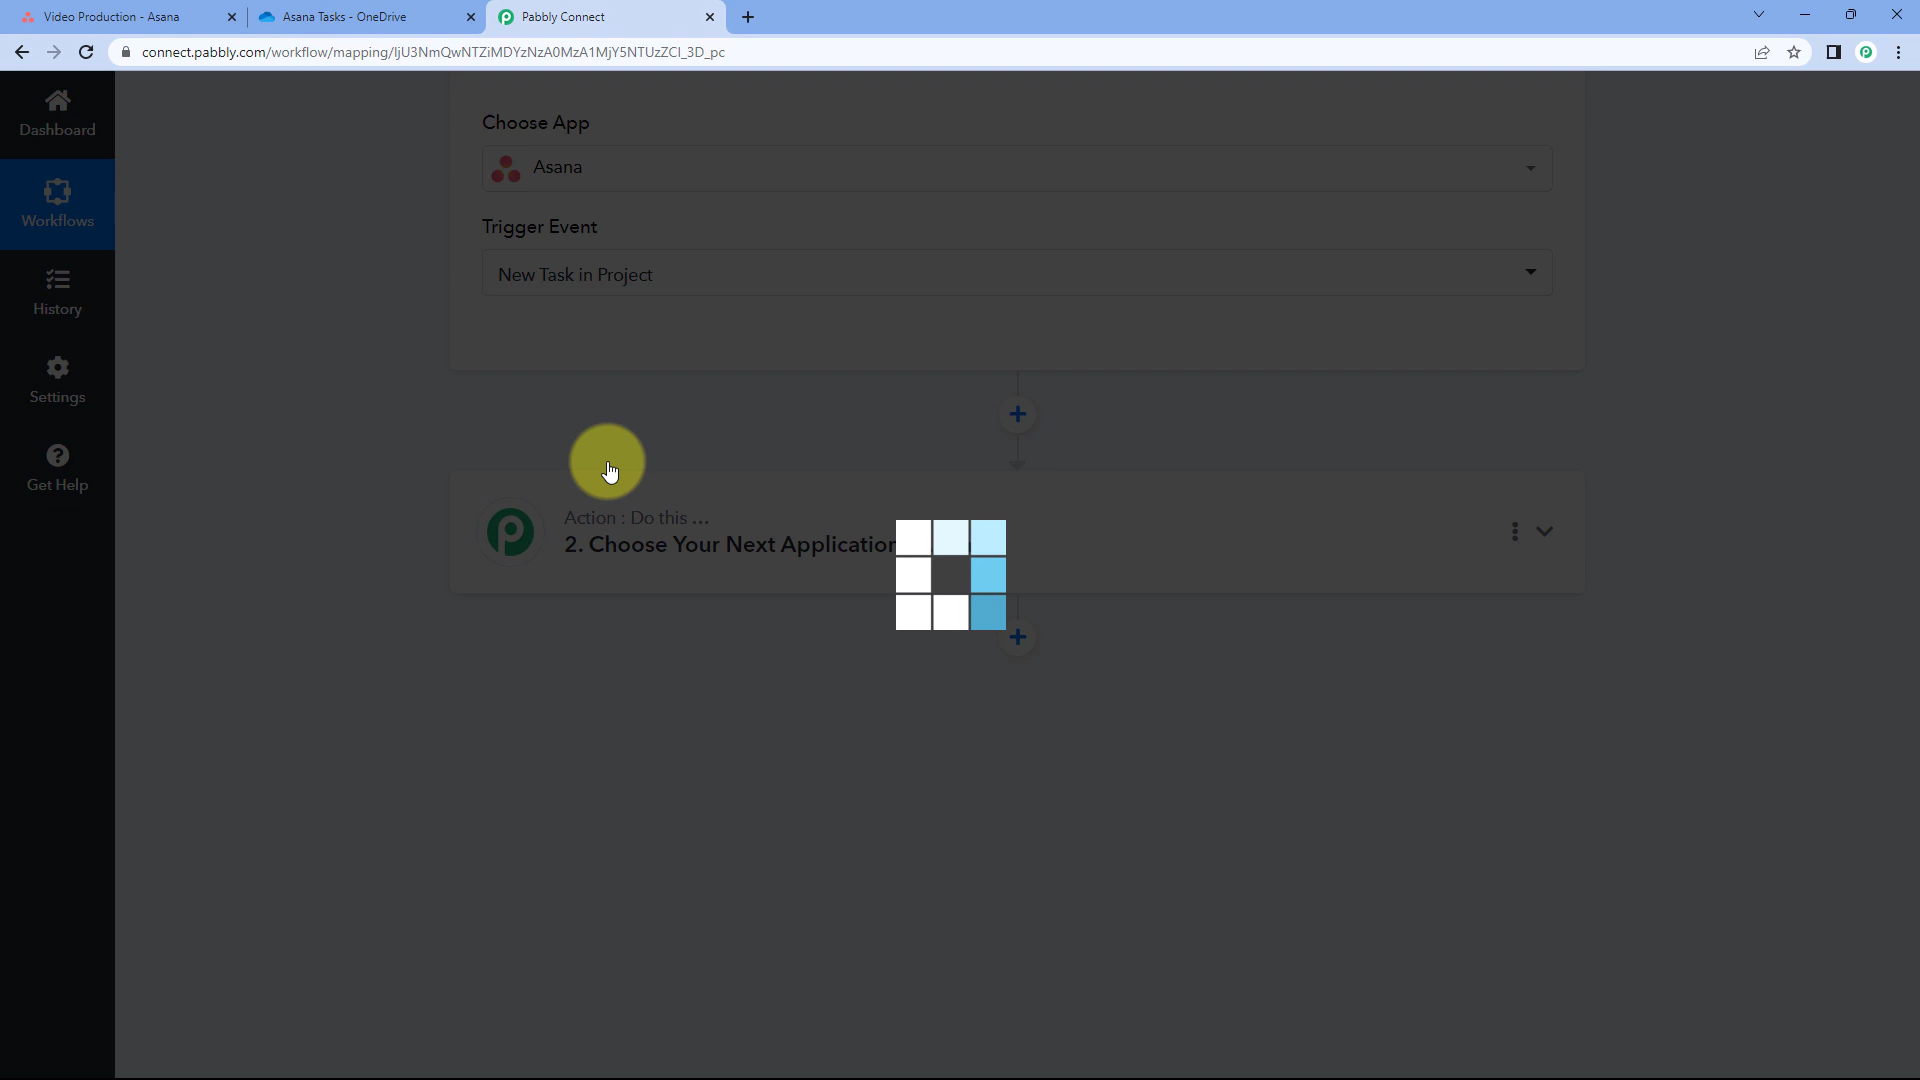 Video Production - Asana
Asana Tasks - OneDrive
Pabbly Connect
connect.pabbly.com/workflow/mapping/IjU3NmQwNTZiMDYzNzA0MzA1MjY5NTUzZCI_3D_pc
Dashboard
Workflows
History
Settings
Get Help
Choose App
Asana
Trigger Event
New Task in Project
Action : Do this ...
2. Choose Your Next Application